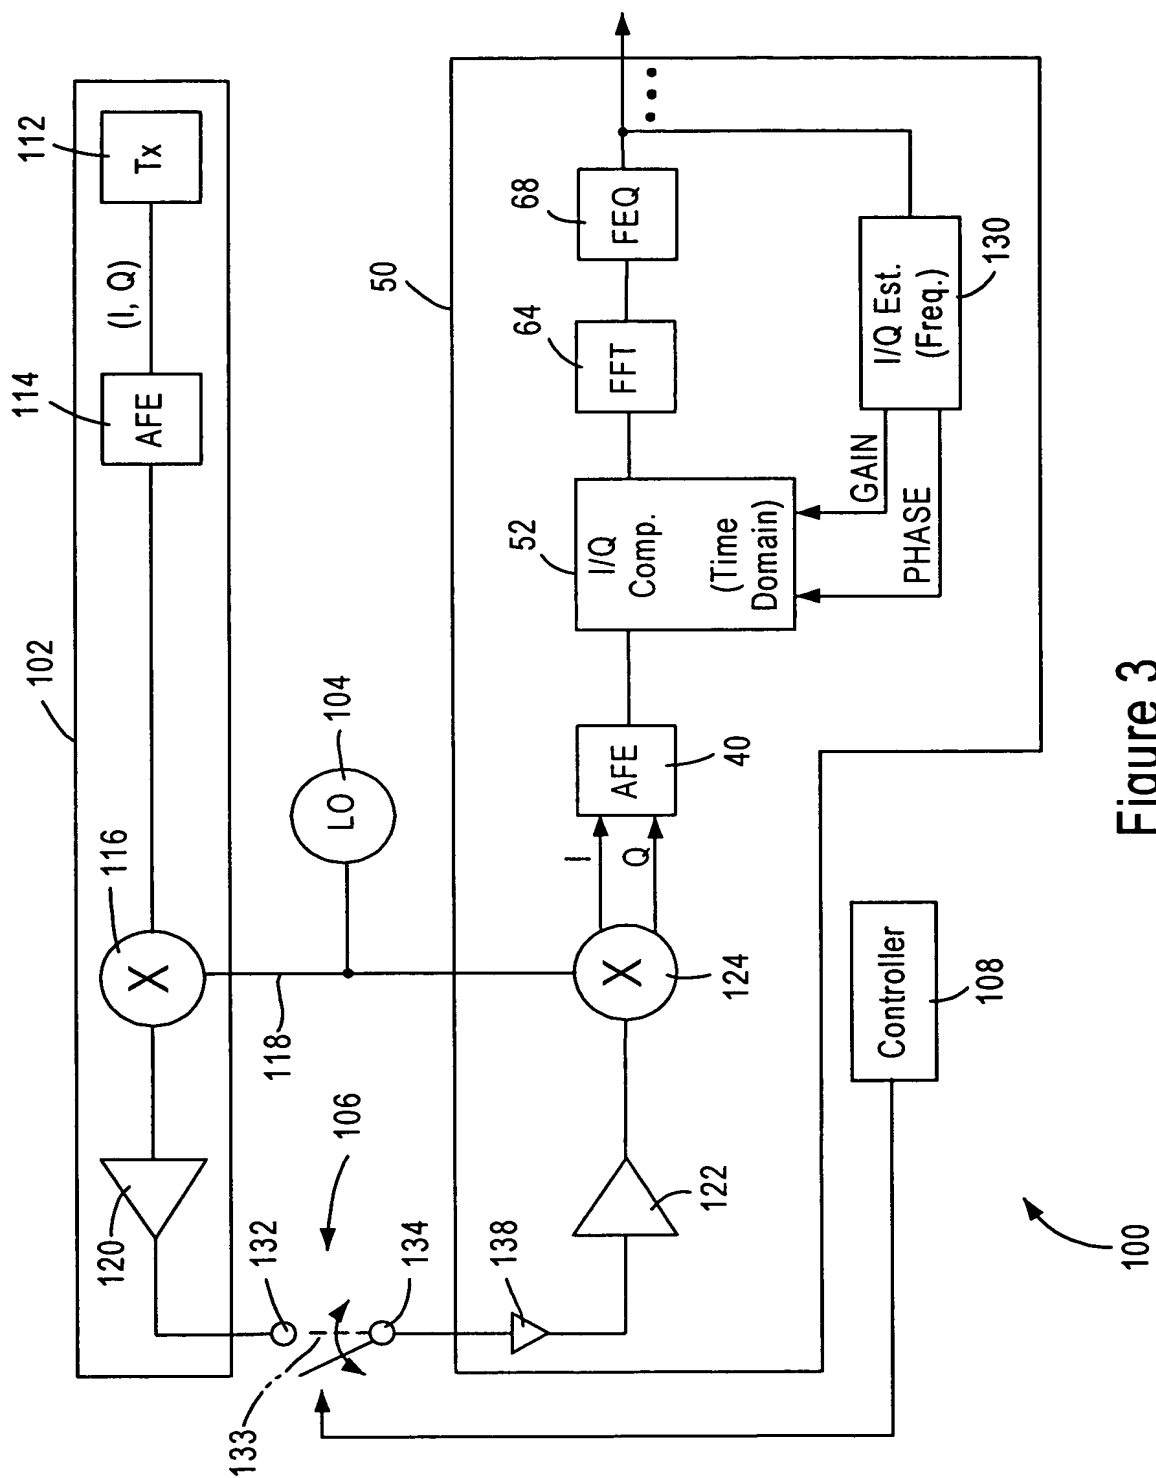 102
116
114
112
120
X
AFE
(I, Q)
Tx
132
106
118
LO
104
133
134
50
138
122
X
124
I
Q
AFE
40
52
I/Q
Comp.
(Time
Domain)
FFT
64
FEQ
68
GAIN
PHASE
I/Q Est.
(Freq.)
130
Controller
108
100
Figure 3